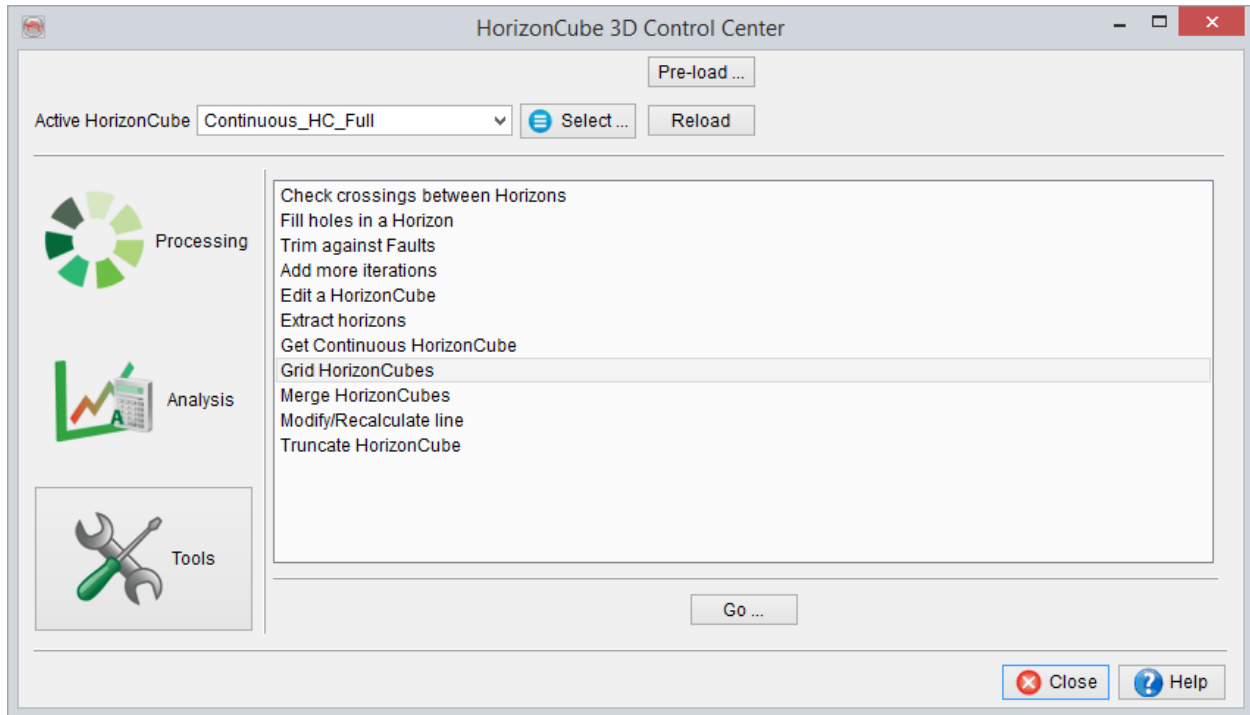 HorizonCube 3D Control Center
Pre-load ...
Active HorizonCube Continuous_HC_Full Select ... Reload
Processing
Analysis
A
Tools
Check crossings between Horizons
Fill holes in a Horizon
Trim against Faults
Add more iterations
Edit a HorizonCube
Extract horizons
Get Continuous HorizonCube
Grid HorizonCubes
Merge HorizonCubes
Modify/Recalculate line
Truncate HorizonCube
Go ...
Close Help